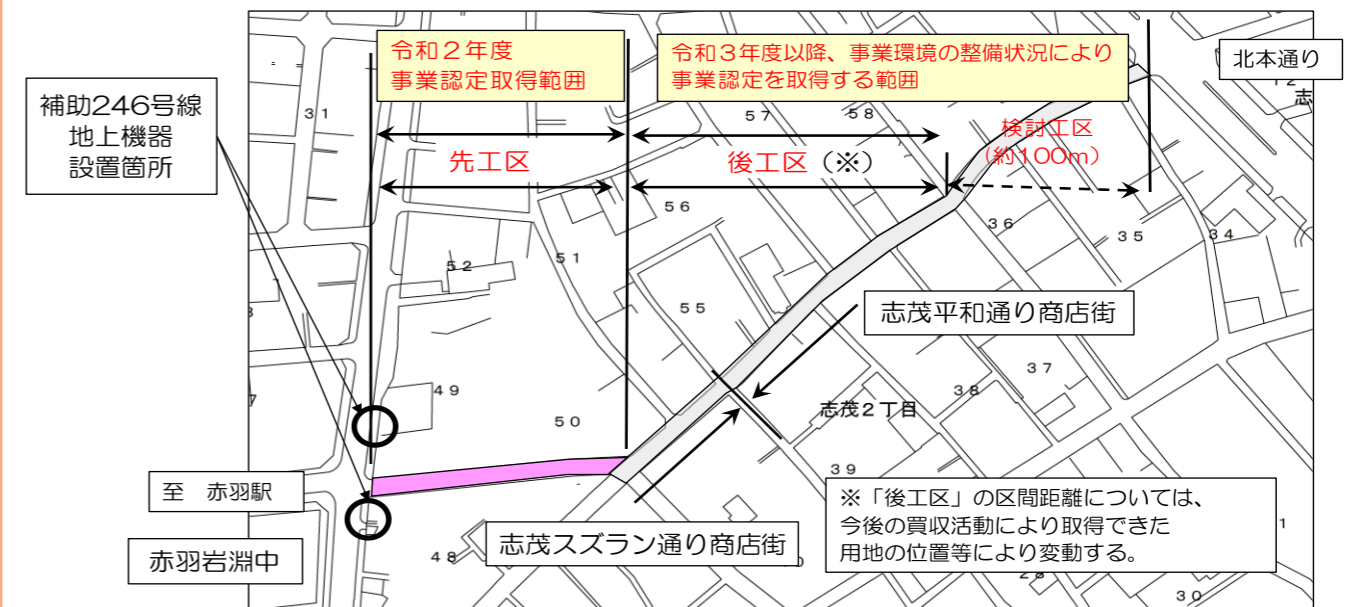 令和２年度
事業認定取得範囲
令和３年度以降、事業環境の整備状況により
事業認定を取得する範囲
北本通り
補助246号線
地上機器
設置箇所
先工区
後工区（※）
検討工区
（約100m）
31
57
58
志
56
52
51
36
35
34
55
志茂平和通り商店街
49
50
37
38
志茂２丁目
39
至　赤羽駅
赤羽岩淵中
48
志茂スズラン通り商店街
※「後工区」の区間距離については、
今後の買収活動により取得できた
用地の位置等により変動する。
30